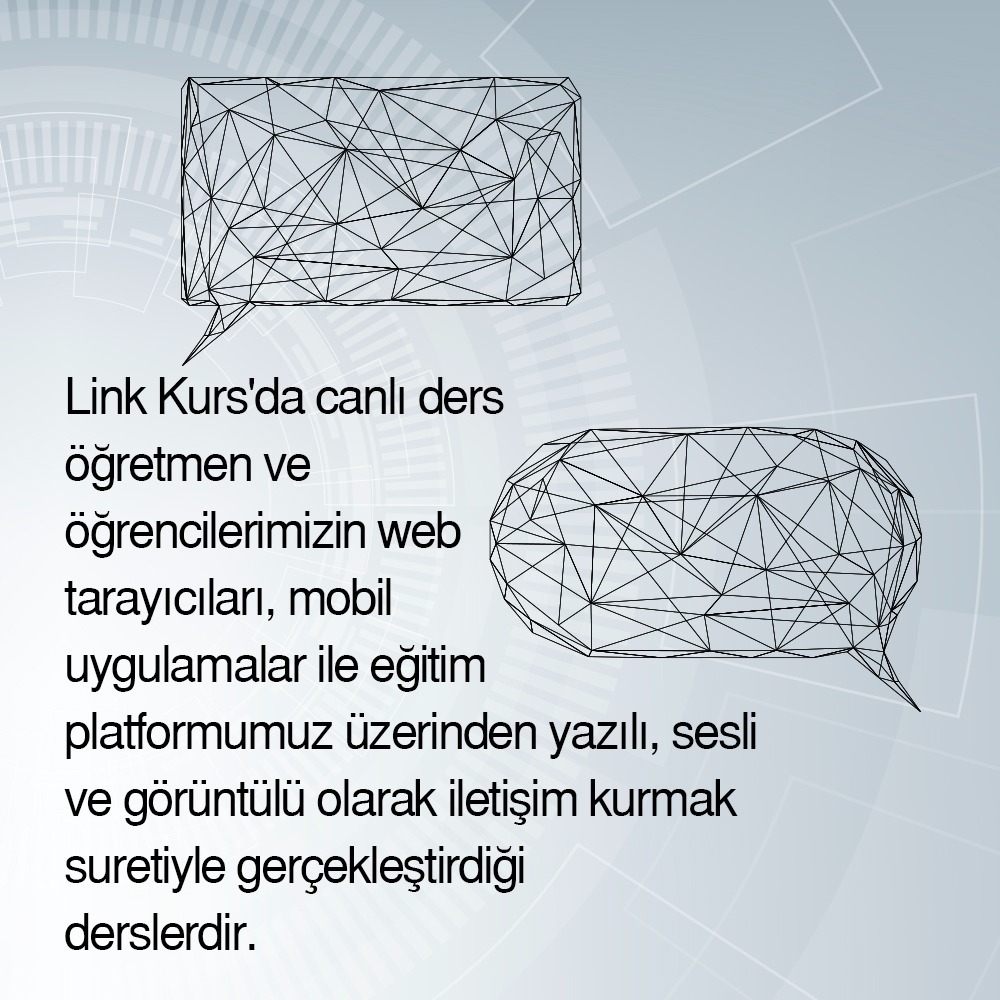 Link Kurs'da canlı ders
öğretmen ve
öğrencilerimizin web
tarayıcıları, mobil
uygulamalar ile eğitim
platformumuz üzerinden yazılı, sesli
ve görüntülü olarak iletişim kurmak
suretiyle gerçekleştirdiği
derslerdir.